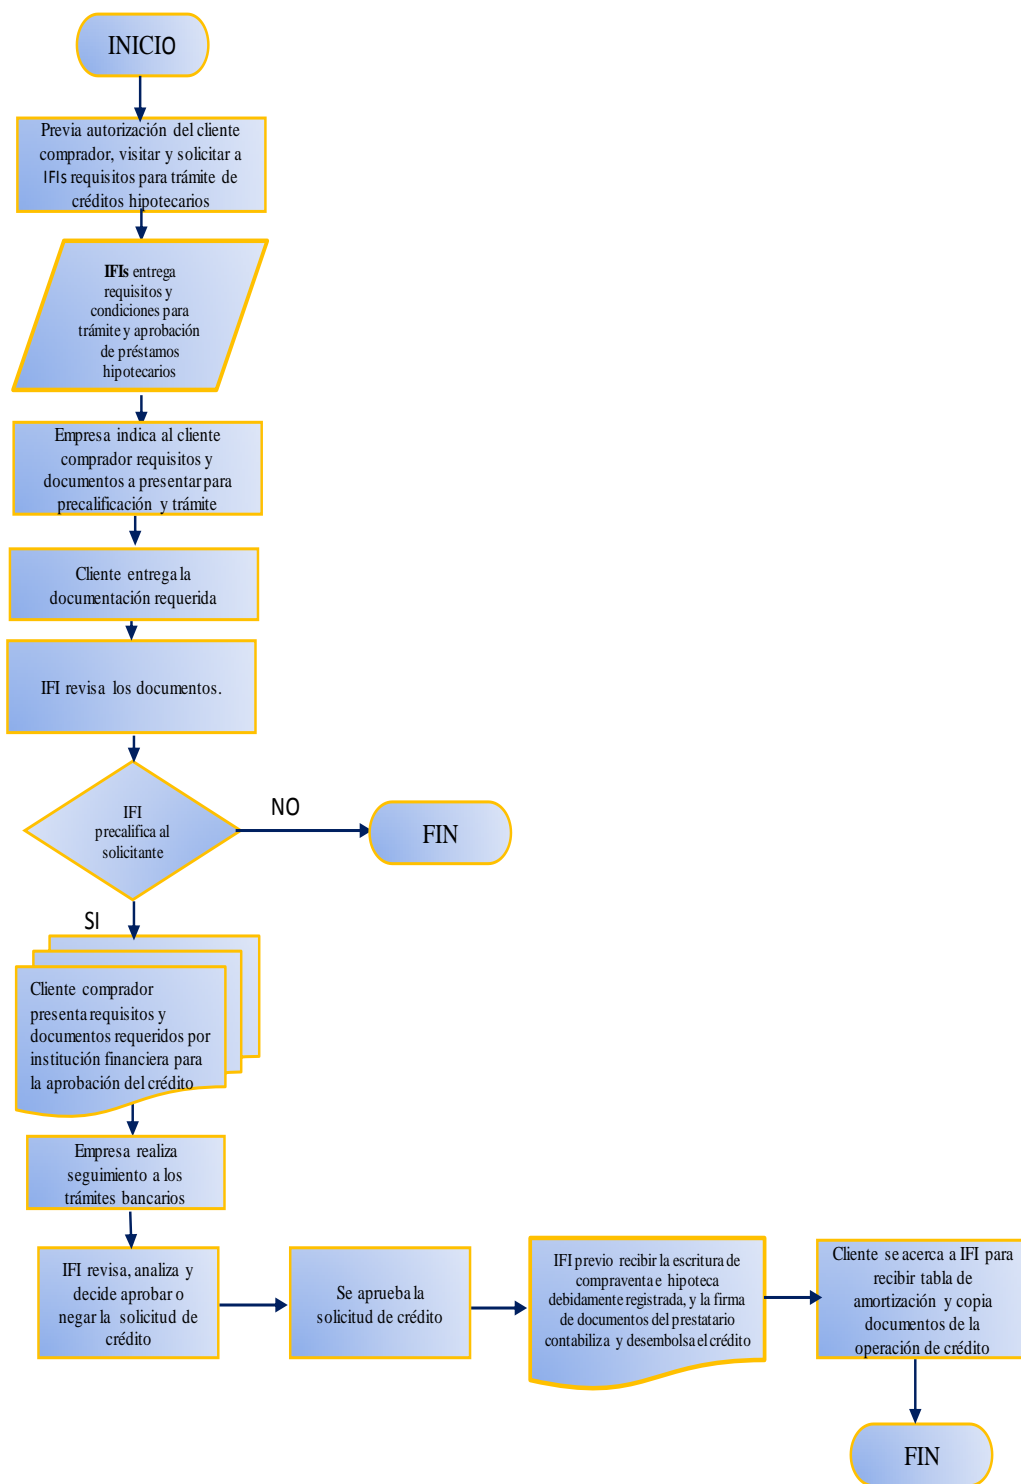 INICIO
Previa autorización del cliente
comprador, visitar y solicitar a
IFIs requisitos para trámite de
créditos hipotecarios
IFIs entrega
requisitos y
condiciones para
trámite y aprobación
de préstamos
hipotecarios
Empresa indica al cliente
comprador requisitos y
documentos a presentar para
precalificación y trámite
Cliente entrega la
documentación requerida
IFI revisa los documentos.
IFI
precalifica al
solicitante
NO
FIN
SI
Cliente comprador
presenta requisitos y
documentos requeridos por
institución financiera para
la aprobación del crédito
Empresa realiza
seguimiento a los
trámites bancarios
IFI revisa, analiza y
decide aprobar o
negar la solicitud de
crédito
Se aprueba la
solicitud de crédito
IFI previo recibir la escritura de
compraventa e hipoteca
debidamente registrada, y la firma
de documentos del prestatario
contabiliza y desembolsa el crédito
Cliente se acerca a IFI para
recibir tabla de
amortización y copia
documentos de la
operación de crédito
FIN